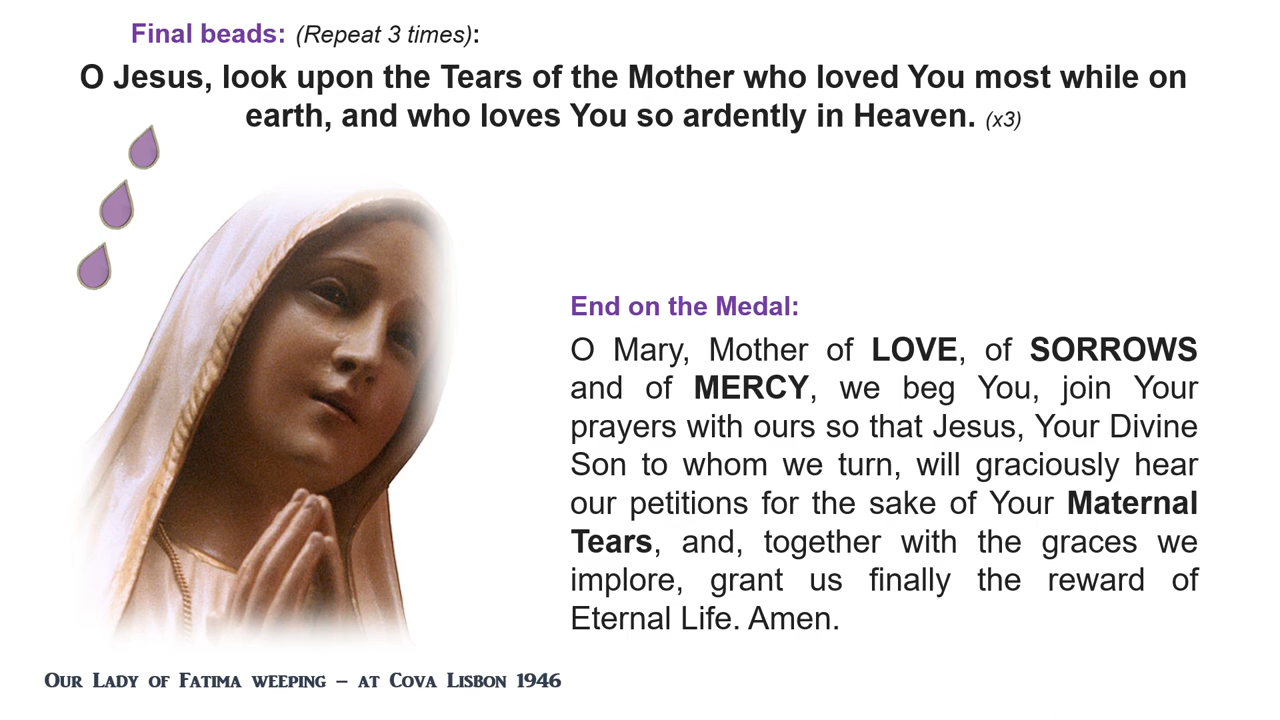 Final beads: (Repeat 3 times):
O Jesus, look upon the Tears of the Mother who loved You most while on
earth, and who loves You so ardently in Heaven. (x3)
End on the Medal:
O Mary, Mother of LOVE, of SORROWS
and of MERCY, we beg You, join Your
prayers with ours so that Jesus, Your Divine
Son to whom we turn, will graciously hear
our petitions for the sake of Your Maternal
Tears, and, together with the graces we
implore, grant us finally the reward of
Eternal Life. Amen.
Our Lady of Fatima weeping – at Cova Lisbon 1946